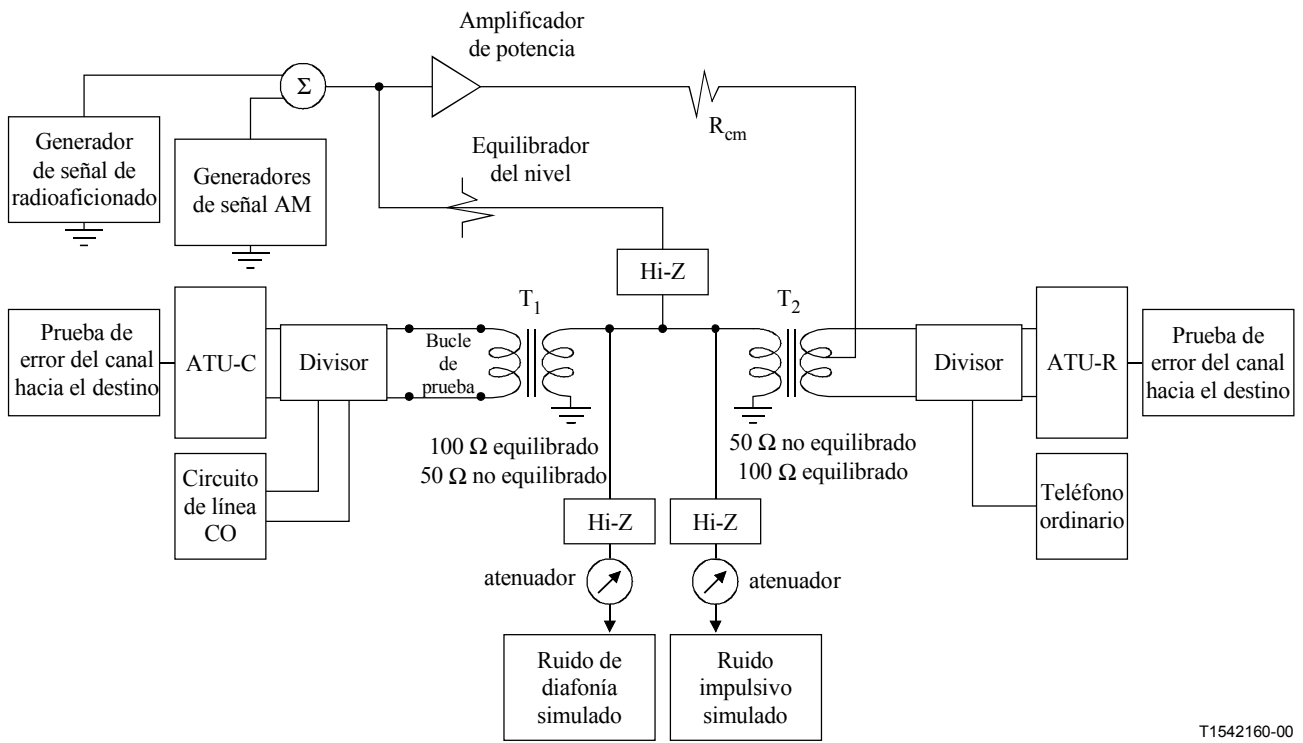 Amplificador
de potencia
Σ
R_cm
Generador
de señal de
radioaficionado
Generadores
de señal AM
Equilibrador
del nivel
Hi-Z
T_1
T_2
Prueba de
error del canal
hacia el destino
ATU-C
Divisor
Bucle
de
prueba
Divisor
ATU-R
Prueba de
error del canal
hacia el destino
100 Ω equilibrado
50 Ω no equilibrado
50 Ω no equilibrado
100 Ω equilibrado
Circuito
de línea
CO
Teléfono
ordinario
Hi-Z
Hi-Z
atenuador
atenuador
Ruido de
diafonía
simulado
Ruido
impulsivo
simulado
T1542160-00